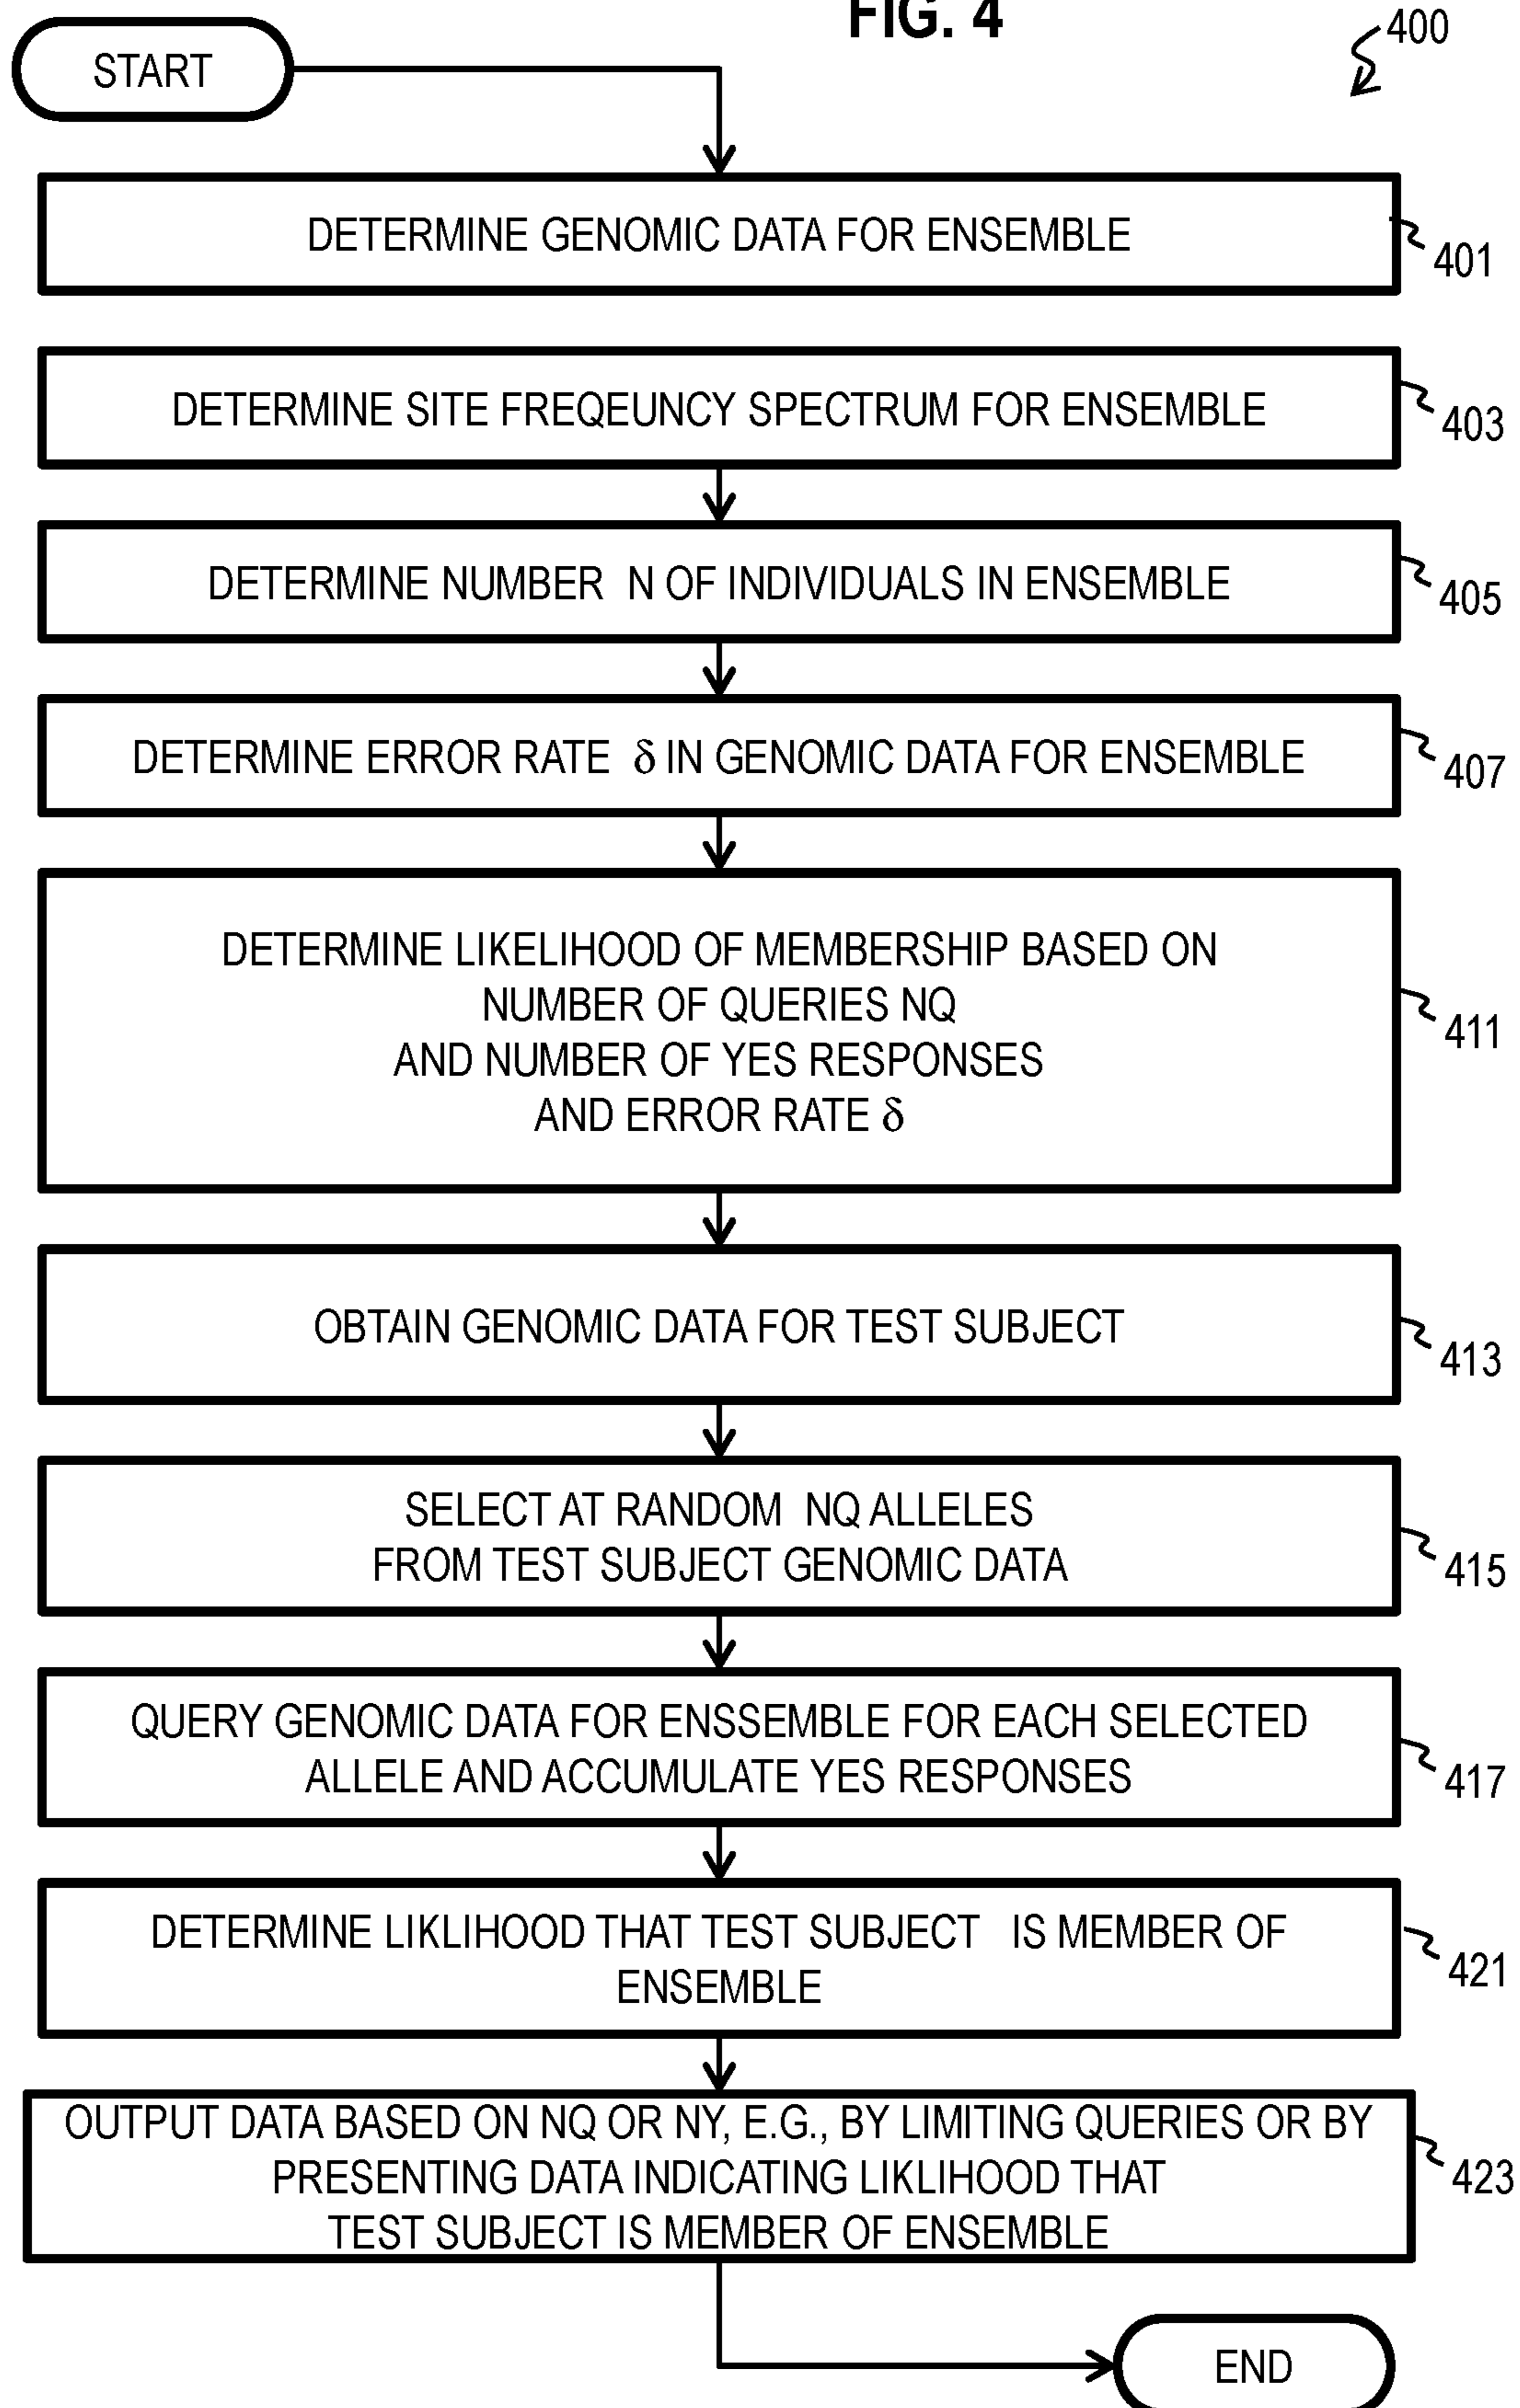 FIG. 4
400
START
DETERMINE GENOMIC DATA FOR ENSEMBLE
401
DETERMINE SITE FREQEUNCY SPECTRUM FOR ENSEMBLE
403
DETERMINE NUMBER N OF INDIVIDUALS IN ENSEMBLE
405
DETERMINE ERROR RATE δ IN GENOMIC DATA FOR ENSEMBLE
407
DETERMINE LIKELIHOOD OF MEMBERSHIP BASED ON
NUMBER OF QUERIES NQ
AND NUMBER OF YES RESPONSES
AND ERROR RATE δ
411
OBTAIN GENOMIC DATA FOR TEST SUBJECT
413
SELECT AT RANDOM NQ ALLELES
FROM TEST SUBJECT GENOMIC DATA
415
QUERY GENOMIC DATA FOR ENSSEMBLE FOR EACH SELECTED
ALLELE AND ACCUMULATE YES RESPONSES
417
DETERMINE LIKLIHOOD THAT TEST SUBJECT IS MEMBER OF
ENSEMBLE
421
OUTPUT DATA BASED ON NQ OR NY, E.G., BY LIMITING QUERIES OR BY
PRESENTING DATA INDICATING LIKLIHOOD THAT
TEST SUBJECT IS MEMBER OF ENSEMBLE
423
END